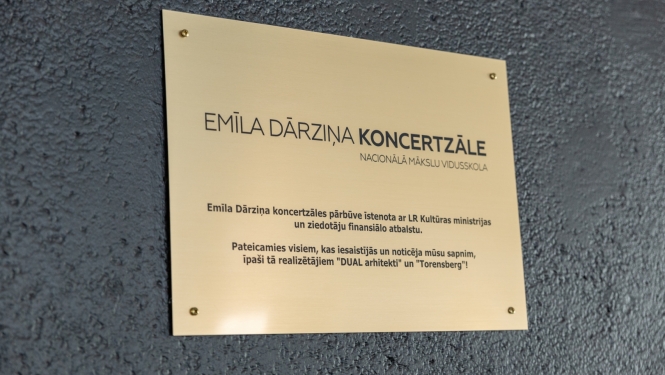 EMĪLA DĀRZIŅA KONCERTZĀLE
NACIONĀLĀ MĀKSLU VIDUSSKOLA
Emīla Dārziņa koncertzāles pārbūve īstenota ar LR Kultūras ministrijas
un ziedotāju finansiālo atbalstu.
Pateicamies visiem, kas iesaistījās un noticēja mūsu sapnim,
īpaši tā realizētājiem "DUAL arhitekti" un "Torensberg"!